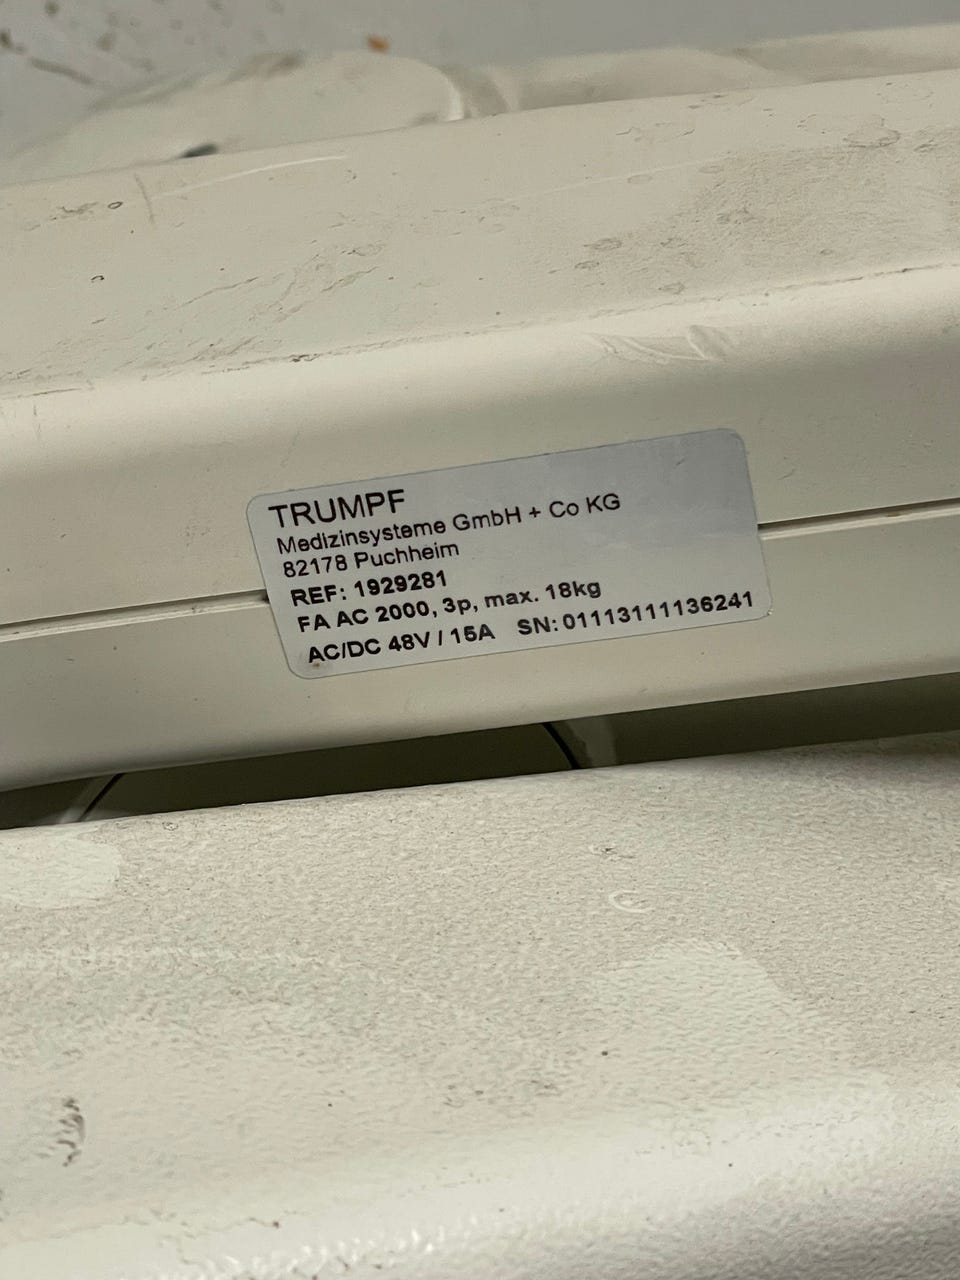 TRUMPF
Medizinsysteme GmbH + Co KG
82178 Puchheim
REF: 1929281
FA AC 2000, 3p, max. 18kg
AC/DC 48V / 15A SN: 01113111136241